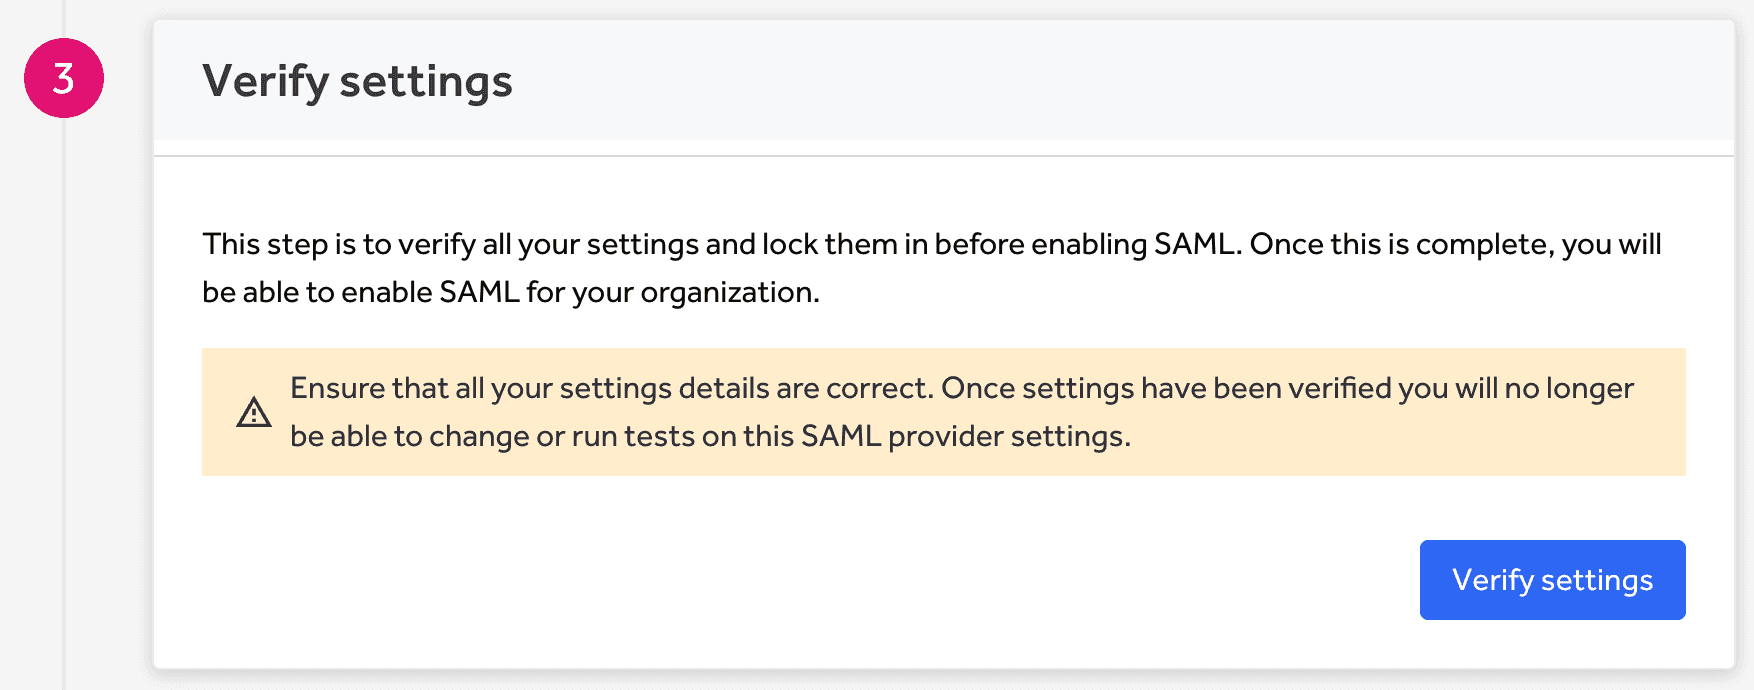 3
Verify settings
This step is to verify all your settings and lock them in before enabling SAML. Once this is complete, you will
be able to enable SAML for your organization.
Ensure that all your settings details are correct. Once settings have been verified you will no longer
be able to change or run tests on this SAML provider settings.
Verify settings